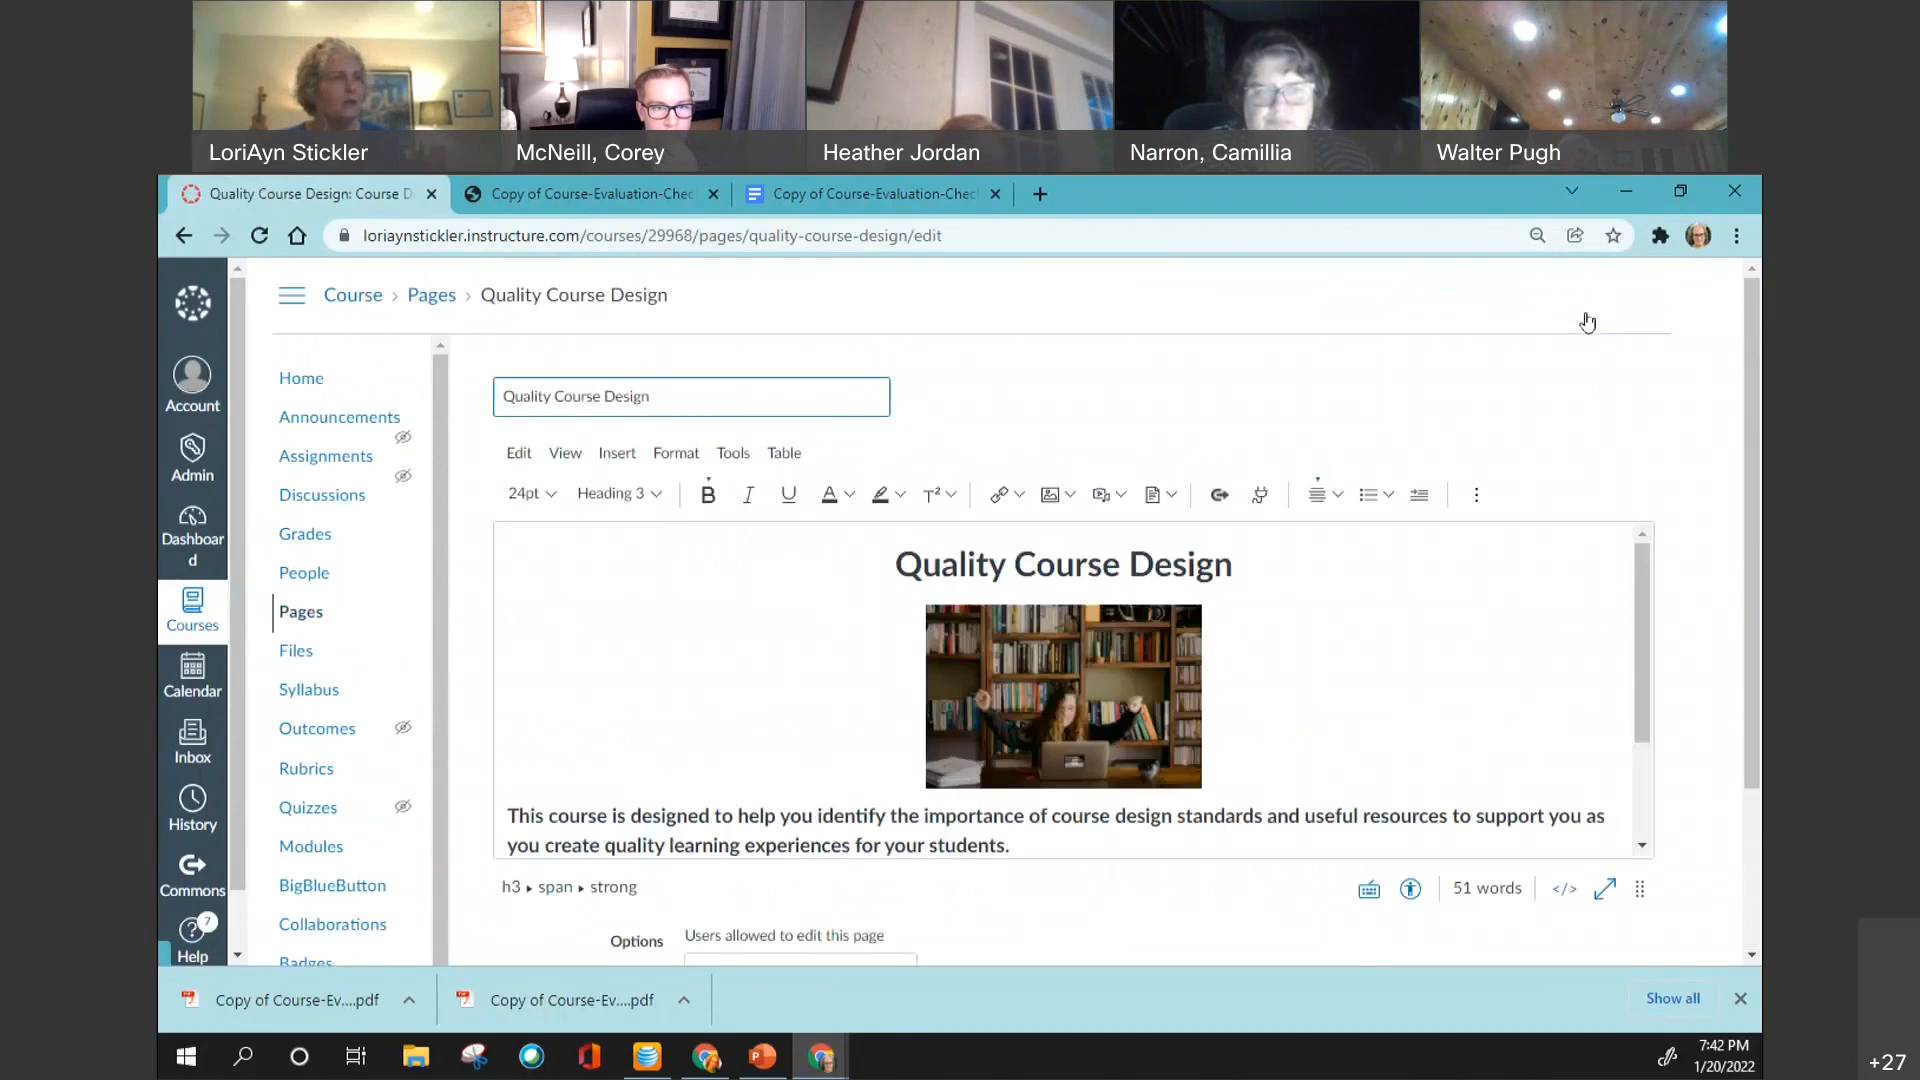 LoriAyn Stickler
McNeill, Corey
Heather Jordan
Narron, Camillia
Walter Pugh
Quality Course Design: Course D
Copy of Course-Evaluation-Chec
Copy of Course-Evaluation-Chec
loriaynstickler.instructure.com/courses/29968/pages/quality-course-design/edit
Course › Pages › Quality Course Design
Account
Admin
Dashboar
d
Courses
Calendar
Inbox
History
Commons
7
Help
Home
Announcements
Assignments
Discussions
Grades
People
Pages
Files
Syllabus
Outcomes
Rubrics
Quizzes
Modules
BigBlueButton
Collaborations
Badges
Quality Course Design
Edit View Insert Format Tools Table
24pt Heading 3 B I U A T²
Quality Course Design
This course is designed to help you identify the importance of course design standards and useful resources to support you as
you create quality learning experiences for your students.
h3 ▸ span ▸ strong
51 words </>
Options Users allowed to edit this page
Copy of Course-Ev....pdf
Copy of Course-Ev....pdf
Show all
7:42 PM
1/20/2022
+27